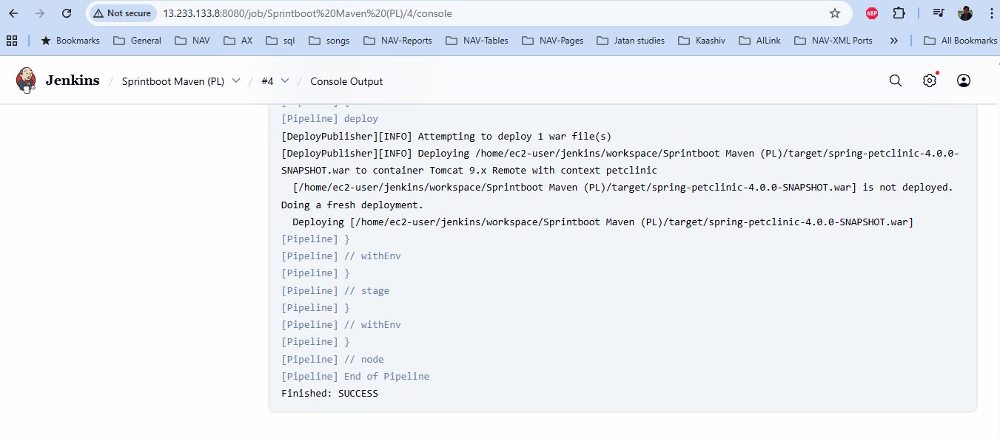 Not secure
13.233.133.8:8080/job/Sprintboot%20Maven%20(PL)/4/console
ABP
Bookmarks
General
NAV
AX
sql
songs
NAV-Reports
NAV-Tables
NAV-Pages
Jatan studies
Kaashiv
AILink
NAV-XML Ports
»
All Bookmarks
Jenkins / Sprintboot Maven (PL) / #4 / Console Output
[Pipeline] {
[Pipeline] deploy
[DeployPublisher][INFO] Attempting to deploy 1 war file(s)
[DeployPublisher][INFO] Deploying /home/ec2-user/jenkins/workspace/Sprintboot Maven (PL)/target/spring-petclinic-4.0.0-
SNAPSHOT.war to container Tomcat 9.x Remote with context petclinic
[/home/ec2-user/jenkins/workspace/Sprintboot Maven (PL)/target/spring-petclinic-4.0.0-SNAPSHOT.war] is not deployed.
Doing a fresh deployment.
Deploying [/home/ec2-user/jenkins/workspace/Sprintboot Maven (PL)/target/spring-petclinic-4.0.0-SNAPSHOT.war]
[Pipeline] }
[Pipeline] // withEnv
[Pipeline] }
[Pipeline] // stage
[Pipeline] }
[Pipeline] // withEnv
[Pipeline] }
[Pipeline] // node
[Pipeline] End of Pipeline
Finished: SUCCESS